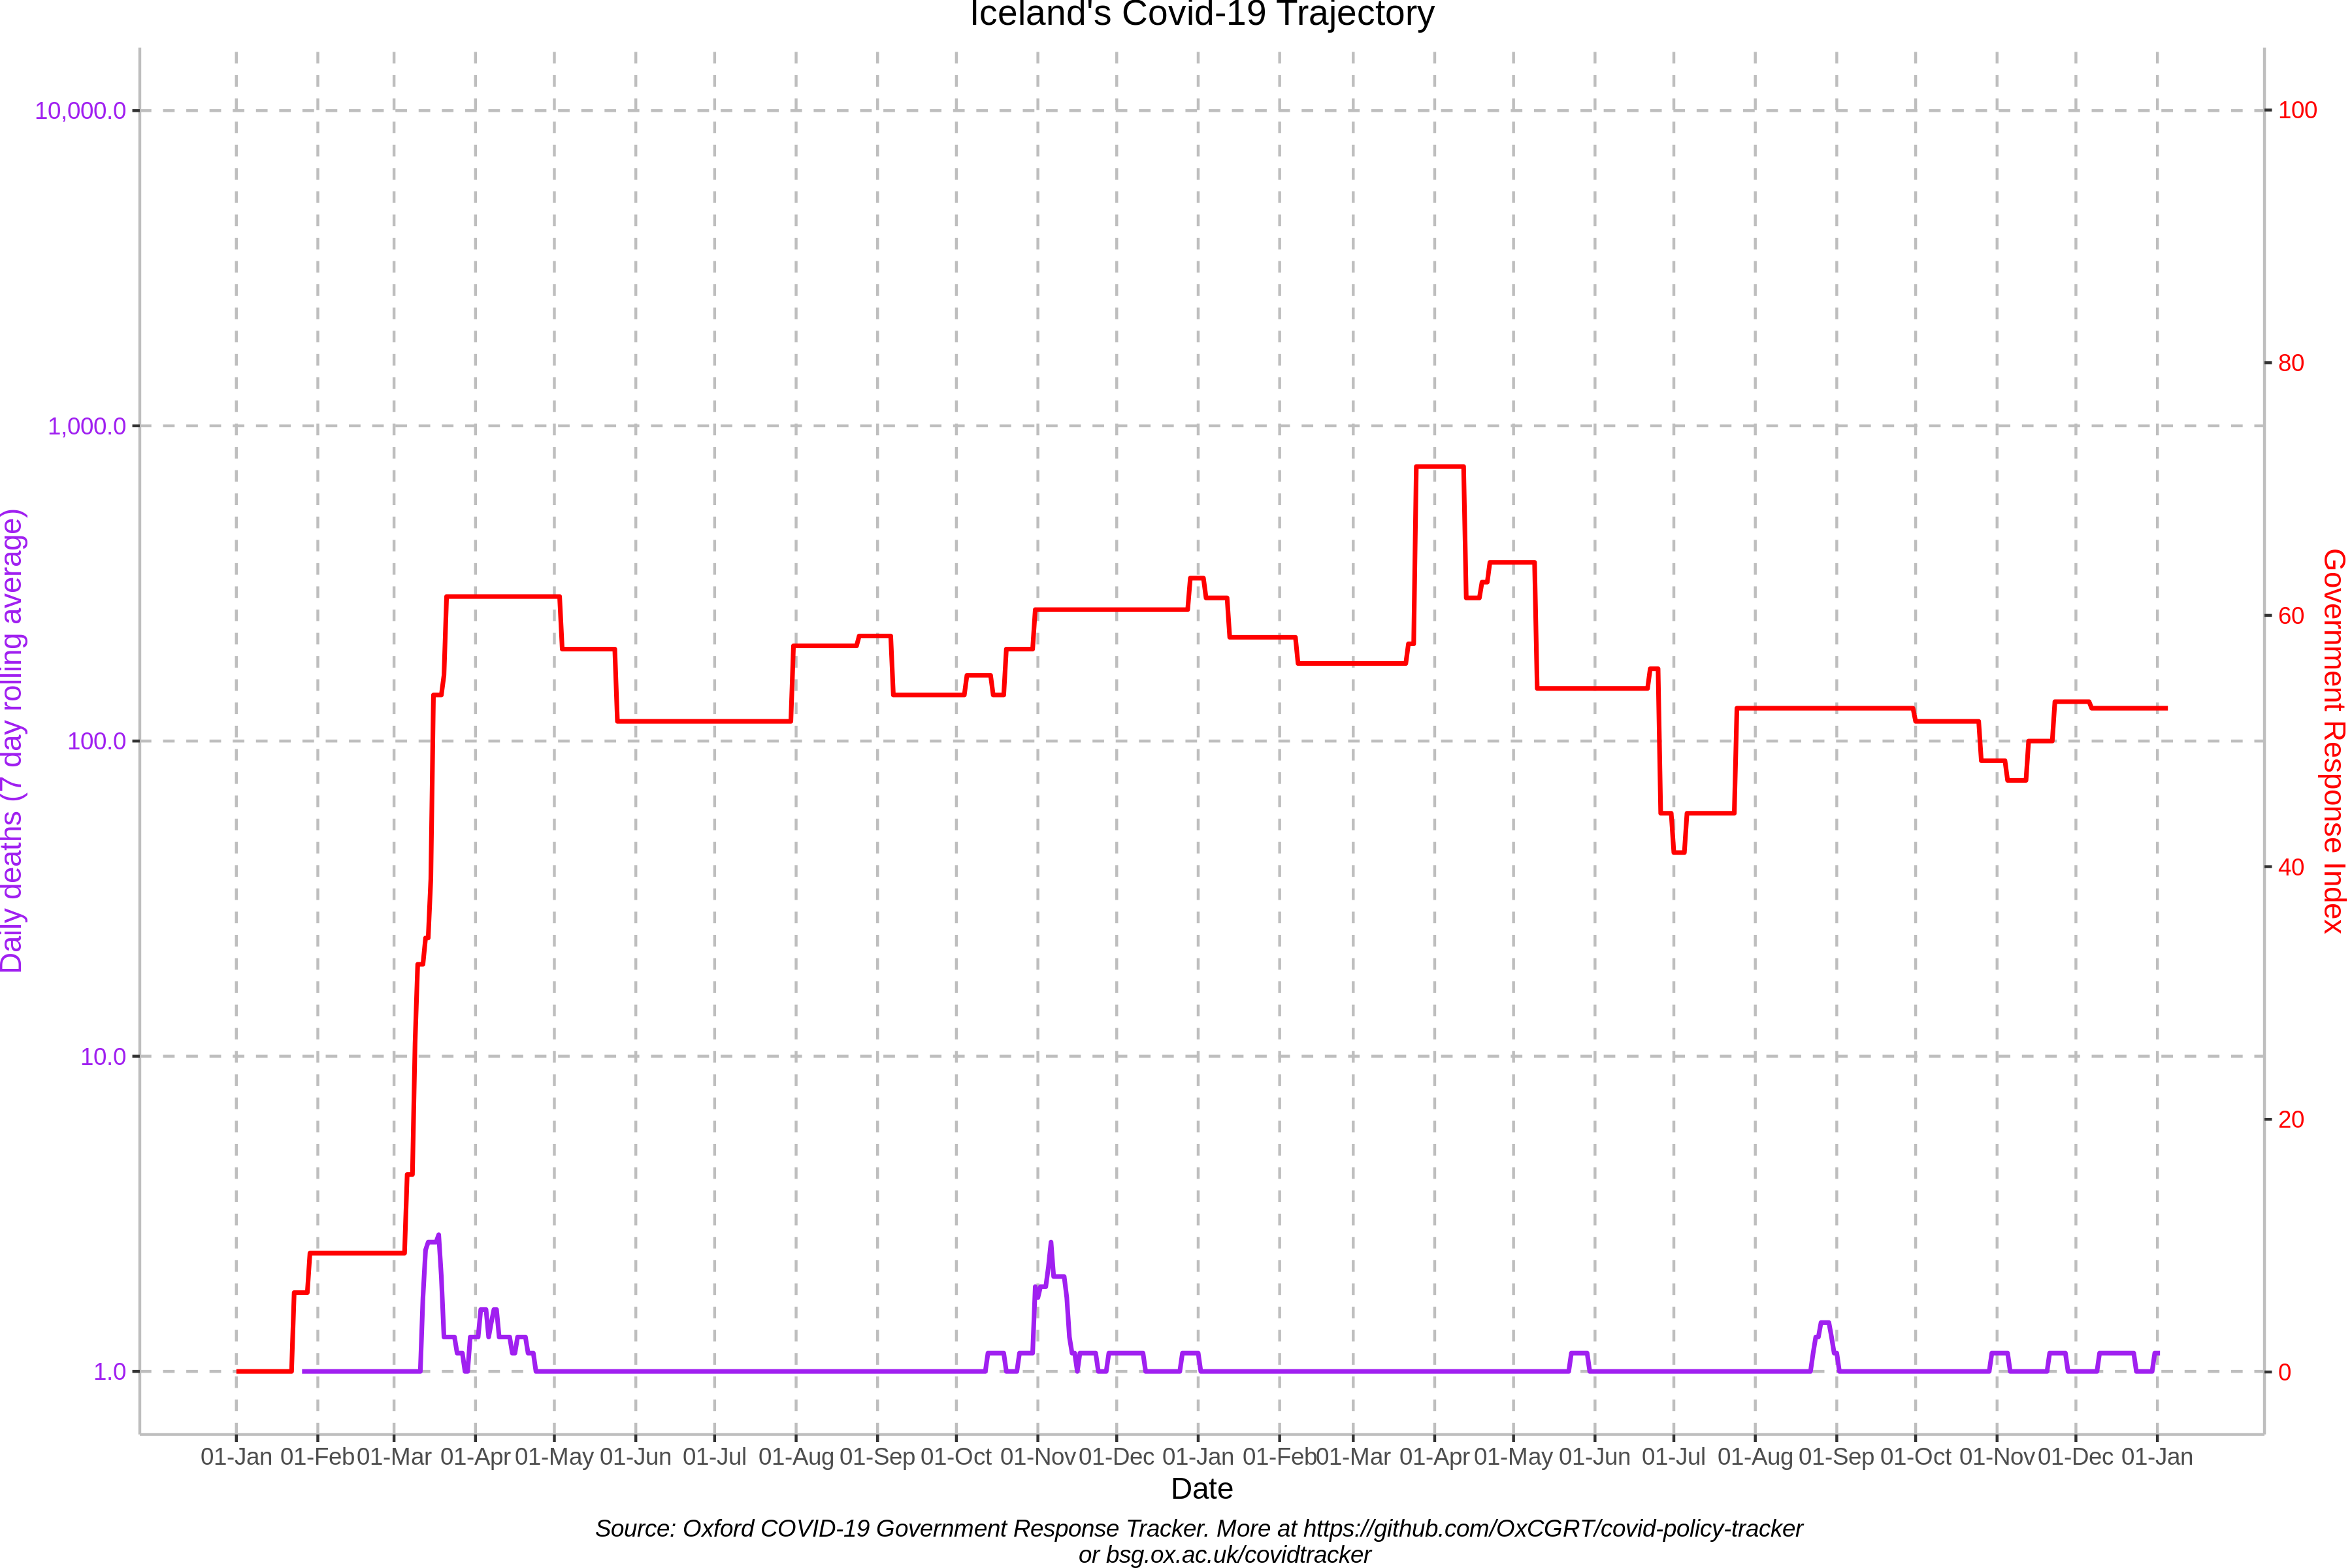 Iceland's Covid-19 Trajectory
10,000.0
1,000.0
100.0
10.0
1.0
Daily deaths (7 day rolling average)
100
80
60
40
20
0
Government Response Index
01-Jan 01-Feb 01-Mar 01-Apr 01-May 01-Jun 01-Jul 01-Aug 01-Sep 01-Oct 01-Nov 01-Dec 01-Jan 01-Feb 01-Mar 01-Apr 01-May 01-Jun 01-Jul 01-Aug 01-Sep 01-Oct 01-Nov 01-Dec 01-Jan
Date
Source: Oxford COVID-19 Government Response Tracker. More at https://github.com/OxCGRT/covid-policy-tracker
or bsg.ox.ac.uk/covidtracker